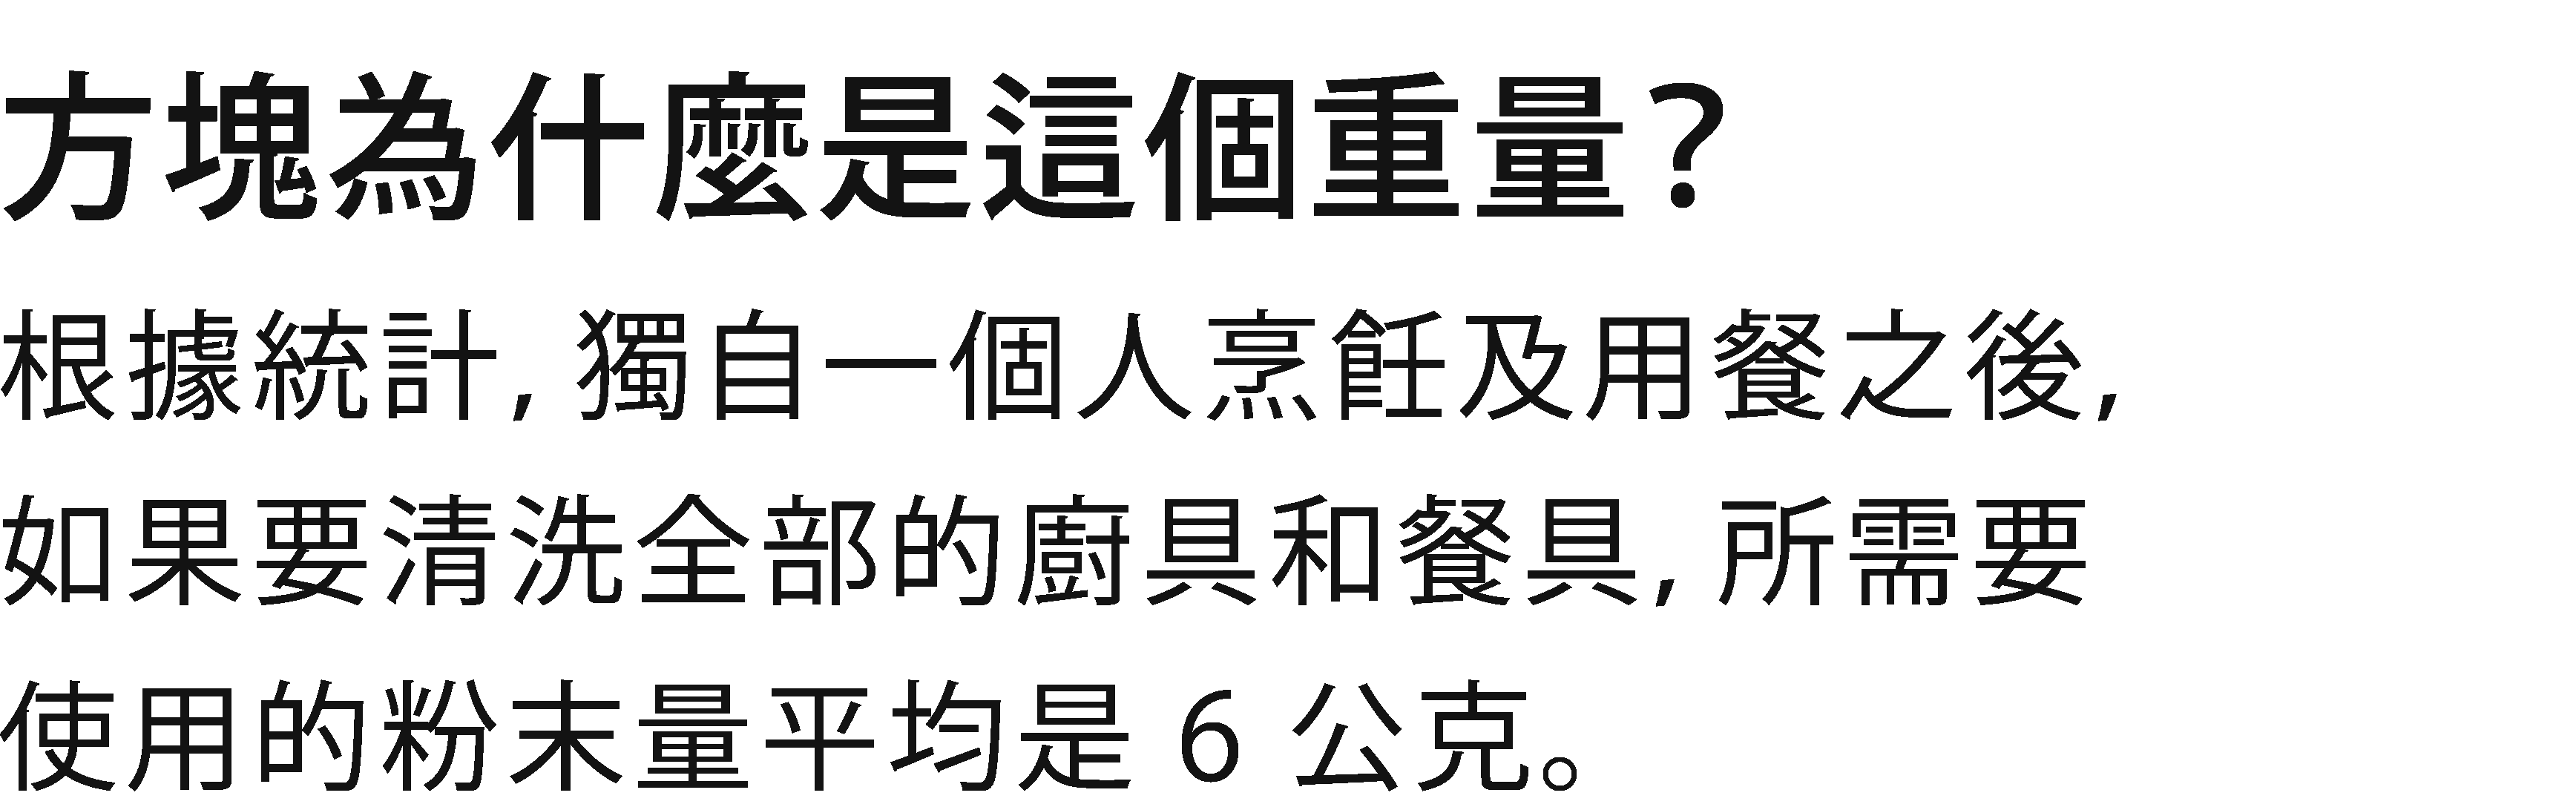 方塊為什麼是這個重量？
根據統計, 獨自一個人烹飪及用餐之後,
如果要清洗全部的廚具和餐具, 所需要
使用的粉末量平均是 6 公克。